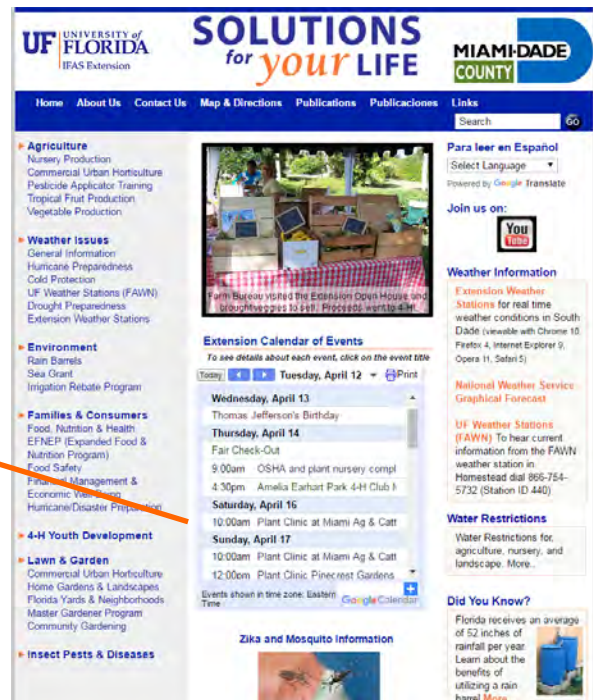 UF UNIVERSITY of
FLORIDA
IFAS Extension
SOLUTIONS
for your LIFE
MIAMI-DADE
COUNTY
Home About Us Contact Us Map & Directions Publications Publicaciones Links
Search GO
Agriculture
Nursery Production
Commercial Urban Horticulture
Pesticide Applicator Training
Tropical Fruit Production
Vegetable Production
Weather Issues
General Information
Hurricane Preparedness
Cold Protection
UF Weather Stations (FAWN)
Drought Preparedness
Extension Weather Stations
Environment
Rain Barrels
Sea Grant
Irrigation Rebate Program
Families & Consumers
Food, Nutrition & Health
EFNEP (Expanded Food &
Nutrition Program)
Food Safety
Financial Management &
Economic Well-Being
Hurricane/Disaster Preparation
4-H Youth Development
Lawn & Garden
Commercial Urban Horticulture
Home Gardens & Landscapes
Florida Yards & Neighborhoods
Master Gardener Program
Community Gardening
Insect Pests & Diseases
Farm Bureau visited the Extension Open House and
brought veggies to sell. Proceeds went to 4-H!
Extension Calendar of Events
To see details about each event, click on the event title
Today Tuesday, April 12 Print
Wednesday, April 13
Thomas Jefferson's Birthday
Thursday, April 14
Fair Check-Out
9:00am OSHA and plant nursery compl
4:30pm Amelia Earhart Park 4-H Club M
Saturday, April 16
10:00am Plant Clinic at Miami Ag & Catt
Sunday, April 17
10:00am Plant Clinic at Miami Ag & Catt
12:00pm Plant Clinic Pinecrest Gardens
Events shown in time zone: Eastern
Time
Google Calendar
Zika and Mosquito Information
Para leer en Español
Select Language
Powered by Google Translate
Join us on:
You
Tube
Weather Information
Extension Weather
Stations for real time
weather conditions in South
Dade (viewable with Chrome 10,
Firefox 4, Internet Explorer 9,
Opera 11, Safari 5)
National Weather Service
Graphical Forecast
UF Weather Stations
(FAWN) To hear current
information from the FAWN
weather station in
Homestead dial 866-754-
5732 (Station ID 440)
Water Restrictions
Water Restrictions for,
agriculture, nursery, and
landscape. More..
Did You Know?
Florida receives an average
of 52 inches of
rainfall per year.
Learn about the
benefits of
utilizing a rain
barrel More